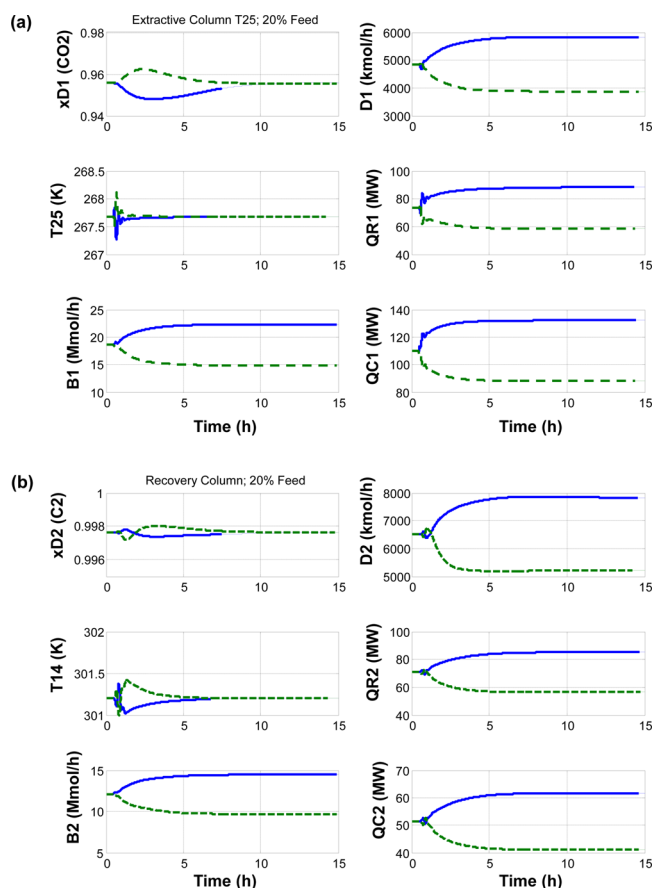 (a)
Extractive Column T25; 20% Feed
xD1 (CO2)
0.98
0.96
0.94
0 5 10 15
D1 (kmol/h)
6000
5000
4000
3000
0 5 10 15
T25 (K)
268.5
268
267.5
267
0 5 10 15
QR1 (MW)
100
80
60
40
0 5 10 15
B1 (Mmol/h)
25
20
15
10
0 5 10 15
Time (h)
QC1 (MW)
140
120
100
80
0 5 10 15
Time (h)
(b)
Recovery Column; 20% Feed
xD2 (C2)
1
0.998
0.996
0 5 10 15
D2 (kmol/h)
8000
7000
6000
5000
0 5 10 15
T14 (K)
302
301.5
301
0 5 10 15
QR2 (MW)
100
80
60
40
0 5 10 15
B2 (Mmol/h)
15
10
5
0 5 10 15
Time (h)
QC2 (MW)
70
60
50
40
0 5 10 15
Time (h)